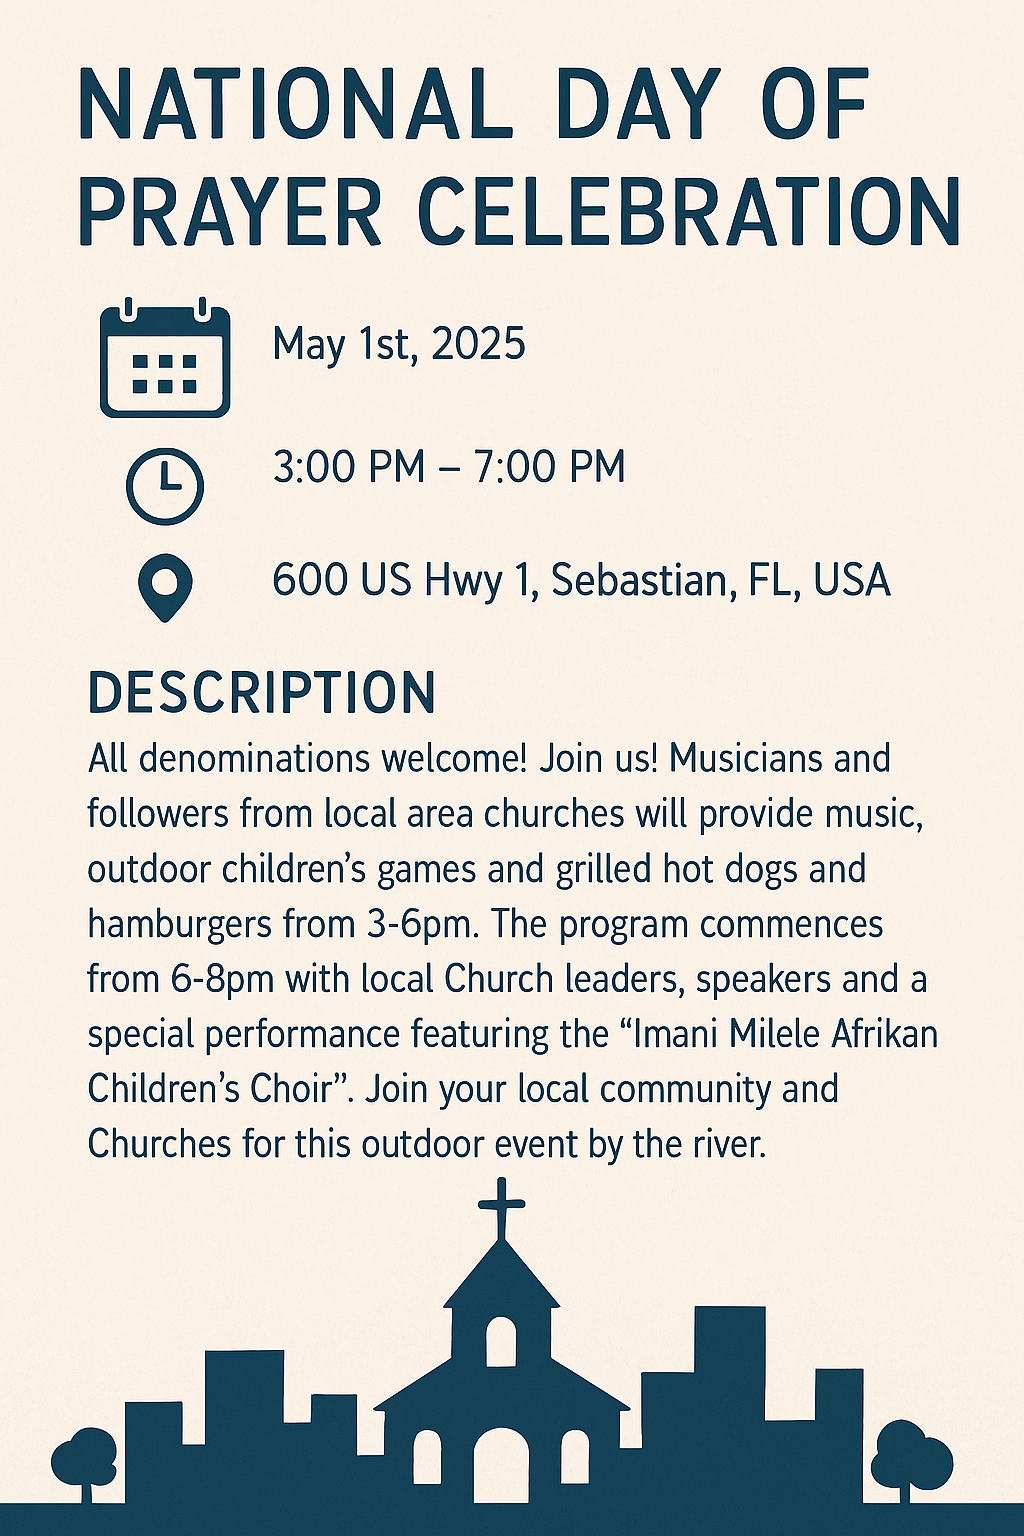 NATIONAL DAY OF
PRAYER CELEBRATION
May 1st, 2025
3:00 PM – 7:00 PM
600 US Hwy 1, Sebastian, FL, USA
DESCRIPTION
All denominations welcome! Join us! Musicians and
followers from local area churches will provide music,
outdoor children’s games and grilled hot dogs and
hamburgers from 3-6pm. The program commences
from 6-8pm with local Church leaders, speakers and a
special performance featuring the “Imani Milele Afrikan
Children’s Choir”. Join your local community and
Churches for this outdoor event by the river.